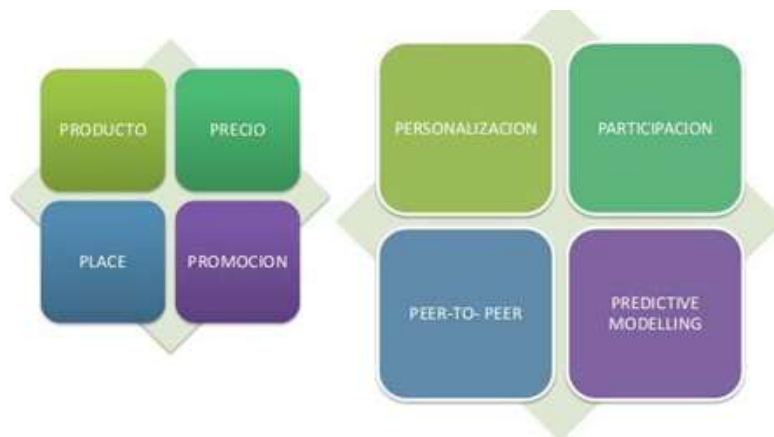 PRODUCTO
PRECIO
PLACE
PROMOCION
PERSONALIZACION
PARTICIPACION
PEER-TO- PEER
PREDICTIVE
MODELLING